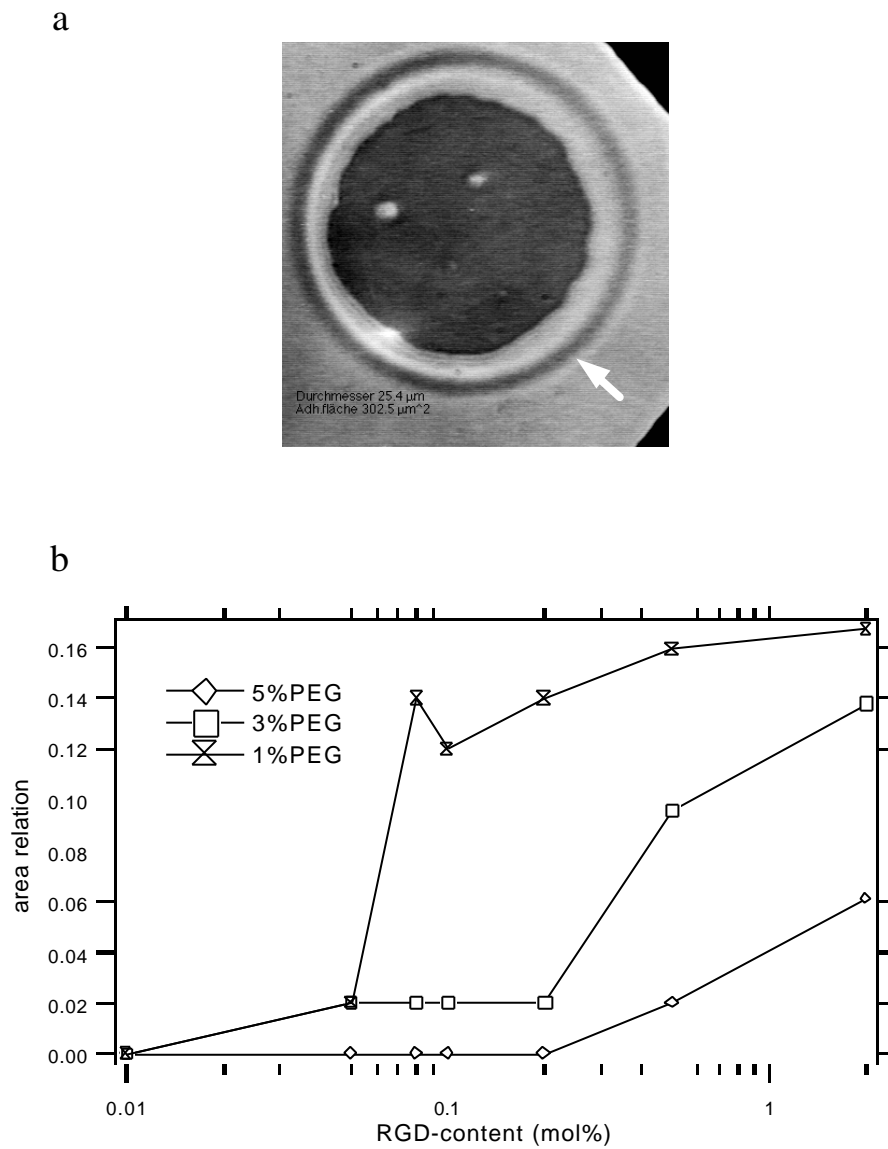 a
Durchmesser 25.4 µm
Adh.fläche 302.5 µm^2
b
0.16
0.14
0.12
0.10
0.08
0.06
0.04
0.02
0.00
area relation
5%PEG
3%PEG
1%PEG
0.01 0.1 1
RGD-content (mol%)